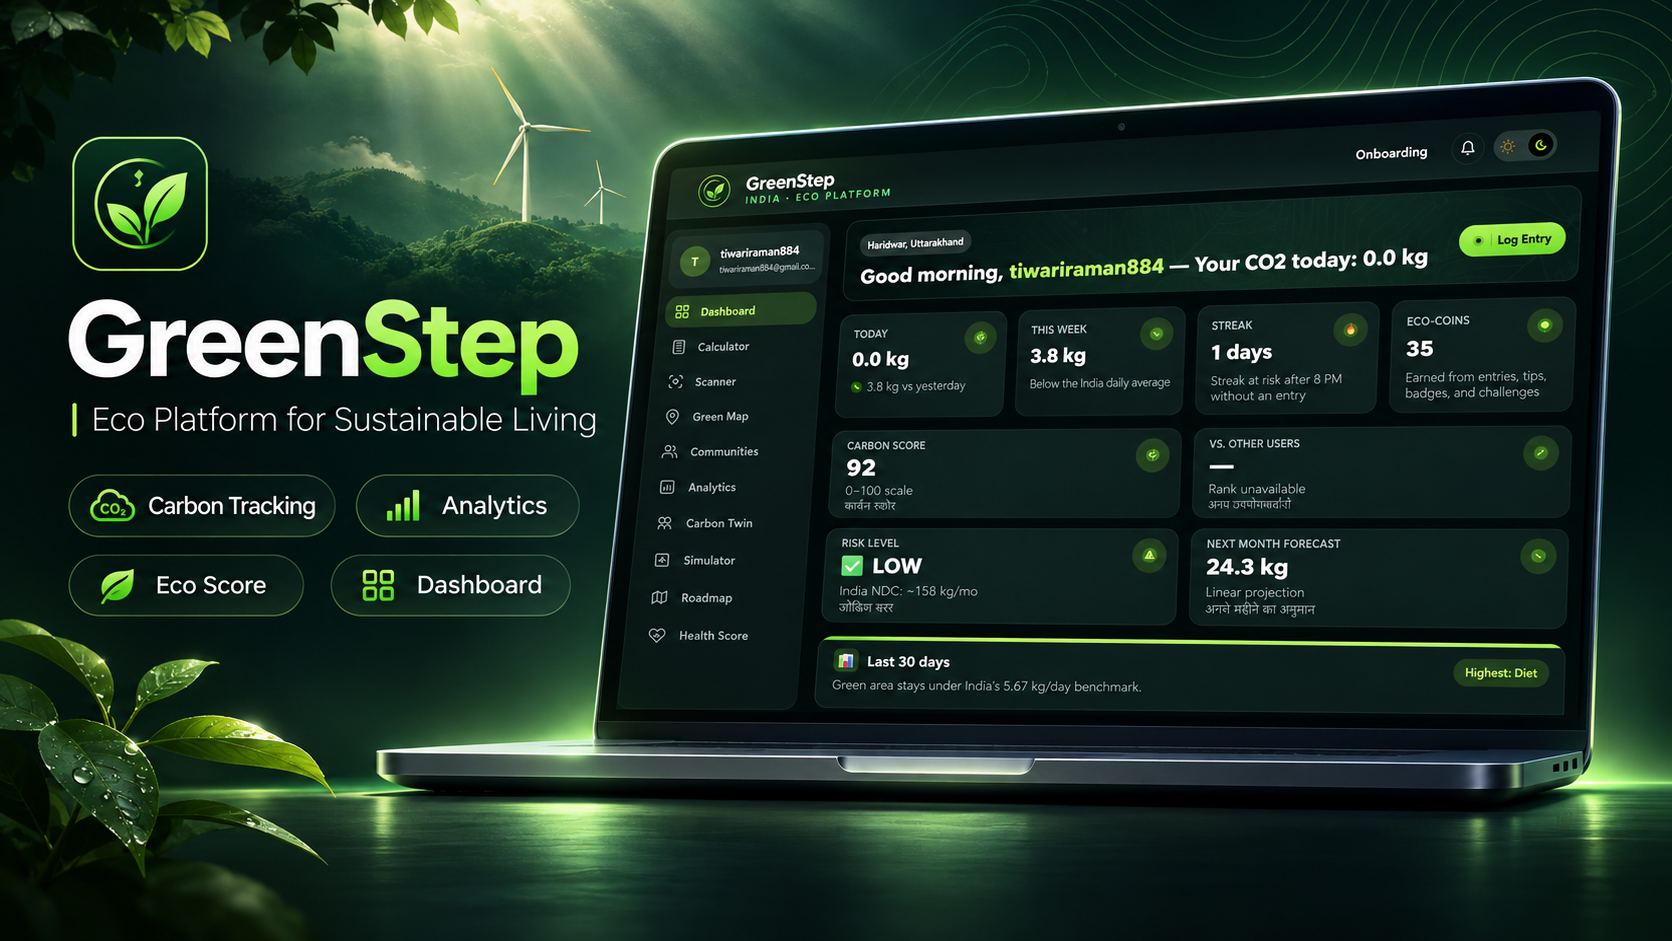 GreenStep
Eco Platform for Sustainable Living
CO₂ Carbon Tracking
Analytics
Eco Score
Dashboard
GreenStep
INDIA · ECO PLATFORM
Onboarding
T
tiwariraman884
tiwariraman884@gmail.co...
Dashboard
Calculator
Scanner
Green Map
Communities
Analytics
Carbon Twin
Simulator
Roadmap
Health Score
Haridwar, Uttarakhand
Good morning, tiwariraman884 — Your CO2 today: 0.0 kg
Log Entry
TODAY
0.0 kg
3.8 kg vs yesterday
THIS WEEK
3.8 kg
Below the India daily average
STREAK
1 days
Streak at risk after 8 PM
without an entry
ECO-COINS
35
Earned from entries, tips,
badges, and challenges
CARBON SCORE
92
0–100 scale
कार्बन स्कोर
VS. OTHER USERS
—
Rank unavailable
RISK LEVEL
✅ LOW
India NDC: ~158 kg/mo
NEXT MONTH FORECAST
24.3 kg
Linear projection
महीने का अनुमान
Last 30 days
Green area stays under India's 5.67 kg/day benchmark.
Highest: Diet